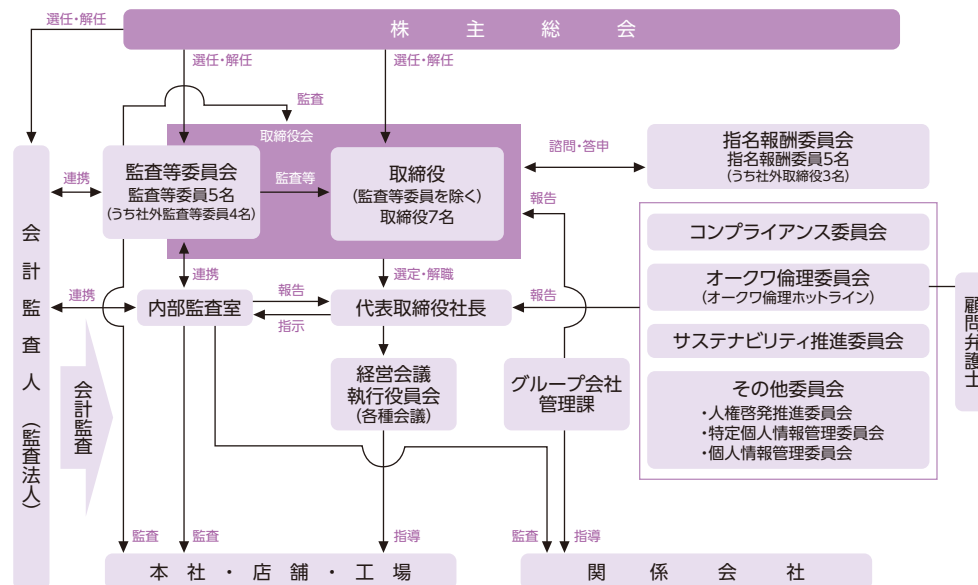 選任・解任
株主総会
選任・解任
選任・解任
監査
取締役会
監査等委員会
監査等委員5名
(うち社外監査等委員4名)
監査等
取締役
(監査等委員を除く)
取締役7名
諮問・答申
指名報酬委員会
指名報酬委員5名
(うち社外取締役3名)
連携
報告
コンプライアンス委員会
オークワ倫理委員会
(オークワ倫理ホットライン)
サステナビリティ推進委員会
その他委員会
・人権啓発推進委員会
・特定個人情報管理委員会
・個人情報管理委員会
顧問弁護士
会計監査人(監査法人)
連携
連携
内部監査室
報告
指示
選定・解職
代表取締役社長
報告
会計監査
経営会議
執行役員会
(各種会議)
グループ会社
管理課
監査
監査
指導
監査
指導
本社・店舗・工場
関係会社